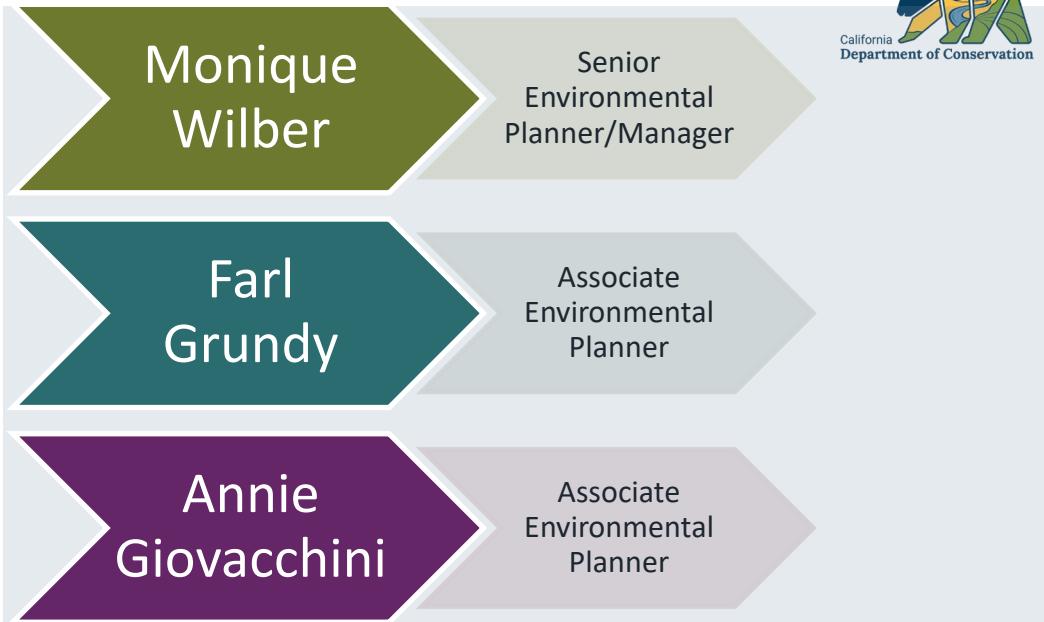 Monique
Wilber
Senior
Environmental
Planner/Manager
California
Department of Conservation
Farl
Grundy
Associate
Environmental
Planner
Annie
Giovacchini
Associate
Environmental
Planner